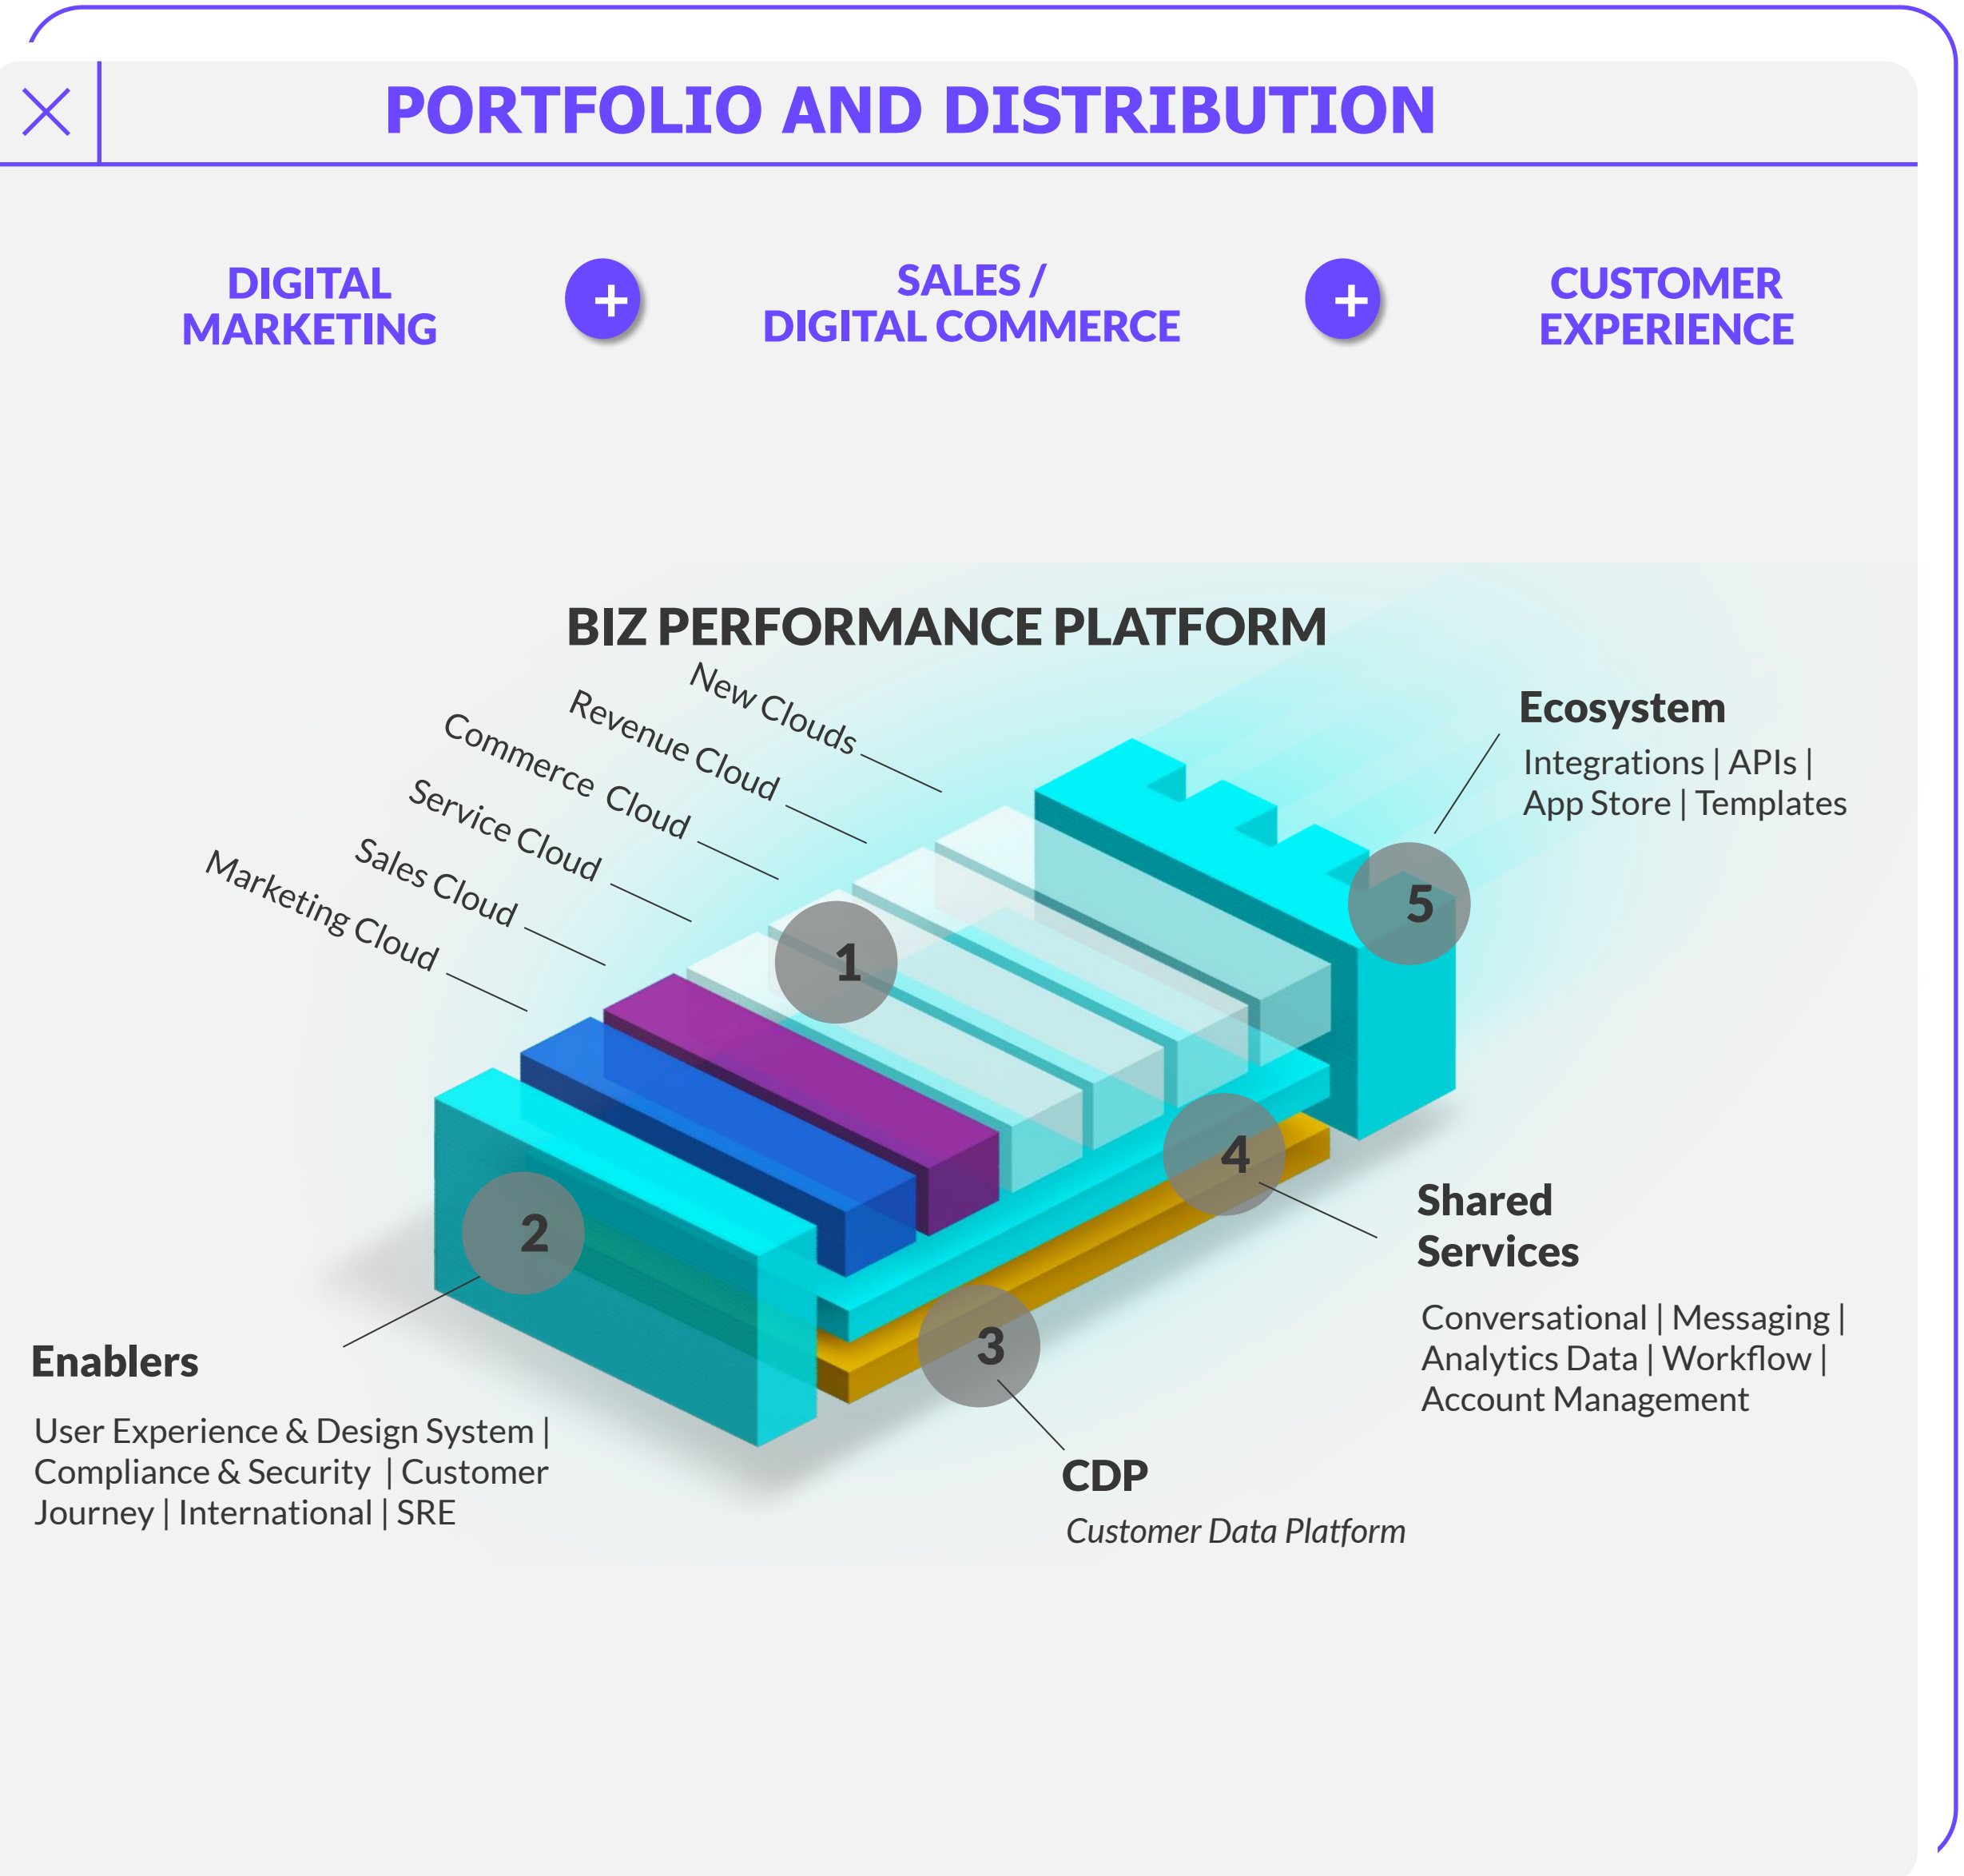 PORTFOLIO AND DISTRIBUTION
DIGITAL
MARKETING
+
SALES /
DIGITAL COMMERCE
+
CUSTOMER
EXPERIENCE
BIZ PERFORMANCE PLATFORM
New Clouds
Revenue Cloud
Commerce Cloud
Service Cloud
Sales Cloud
Marketing Cloud
Ecosystem
Integrations | APIs |
App Store | Templates
5
1
4
2
3
Shared
Services
Conversational | Messaging |
Analytics Data | Workflow |
Account Management
Enablers
User Experience & Design System |
Compliance & Security | Customer
Journey | International | SRE
CDP
Customer Data Platform